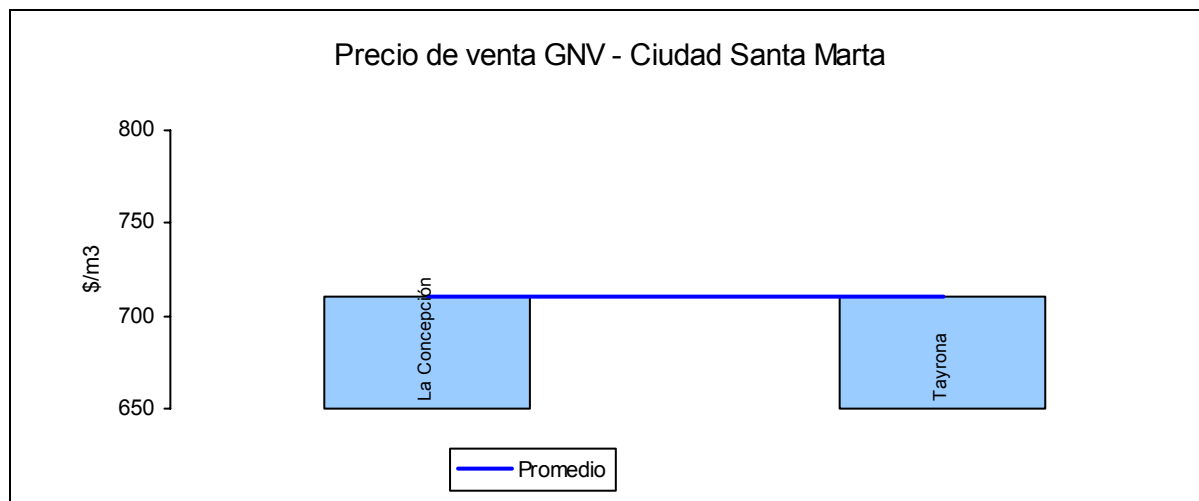 Precio de venta GNV - Ciudad Santa Marta
800
750
700
650
$/m3
La Concepción
Tayrona
Promedio